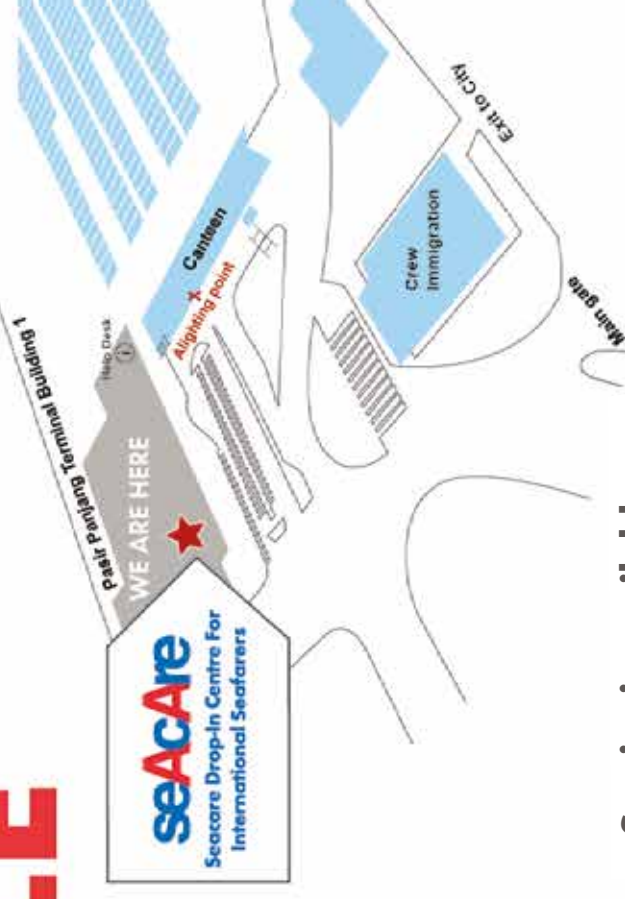 Pasir Panjang Terminal Building 1
Help Desk
i
WE ARE HERE
Canteen
x
Alighting point
Exit to City
Crew
Immigration
Main gate
seAcAre
Seacare Drop-In Centre For
International Seafarers